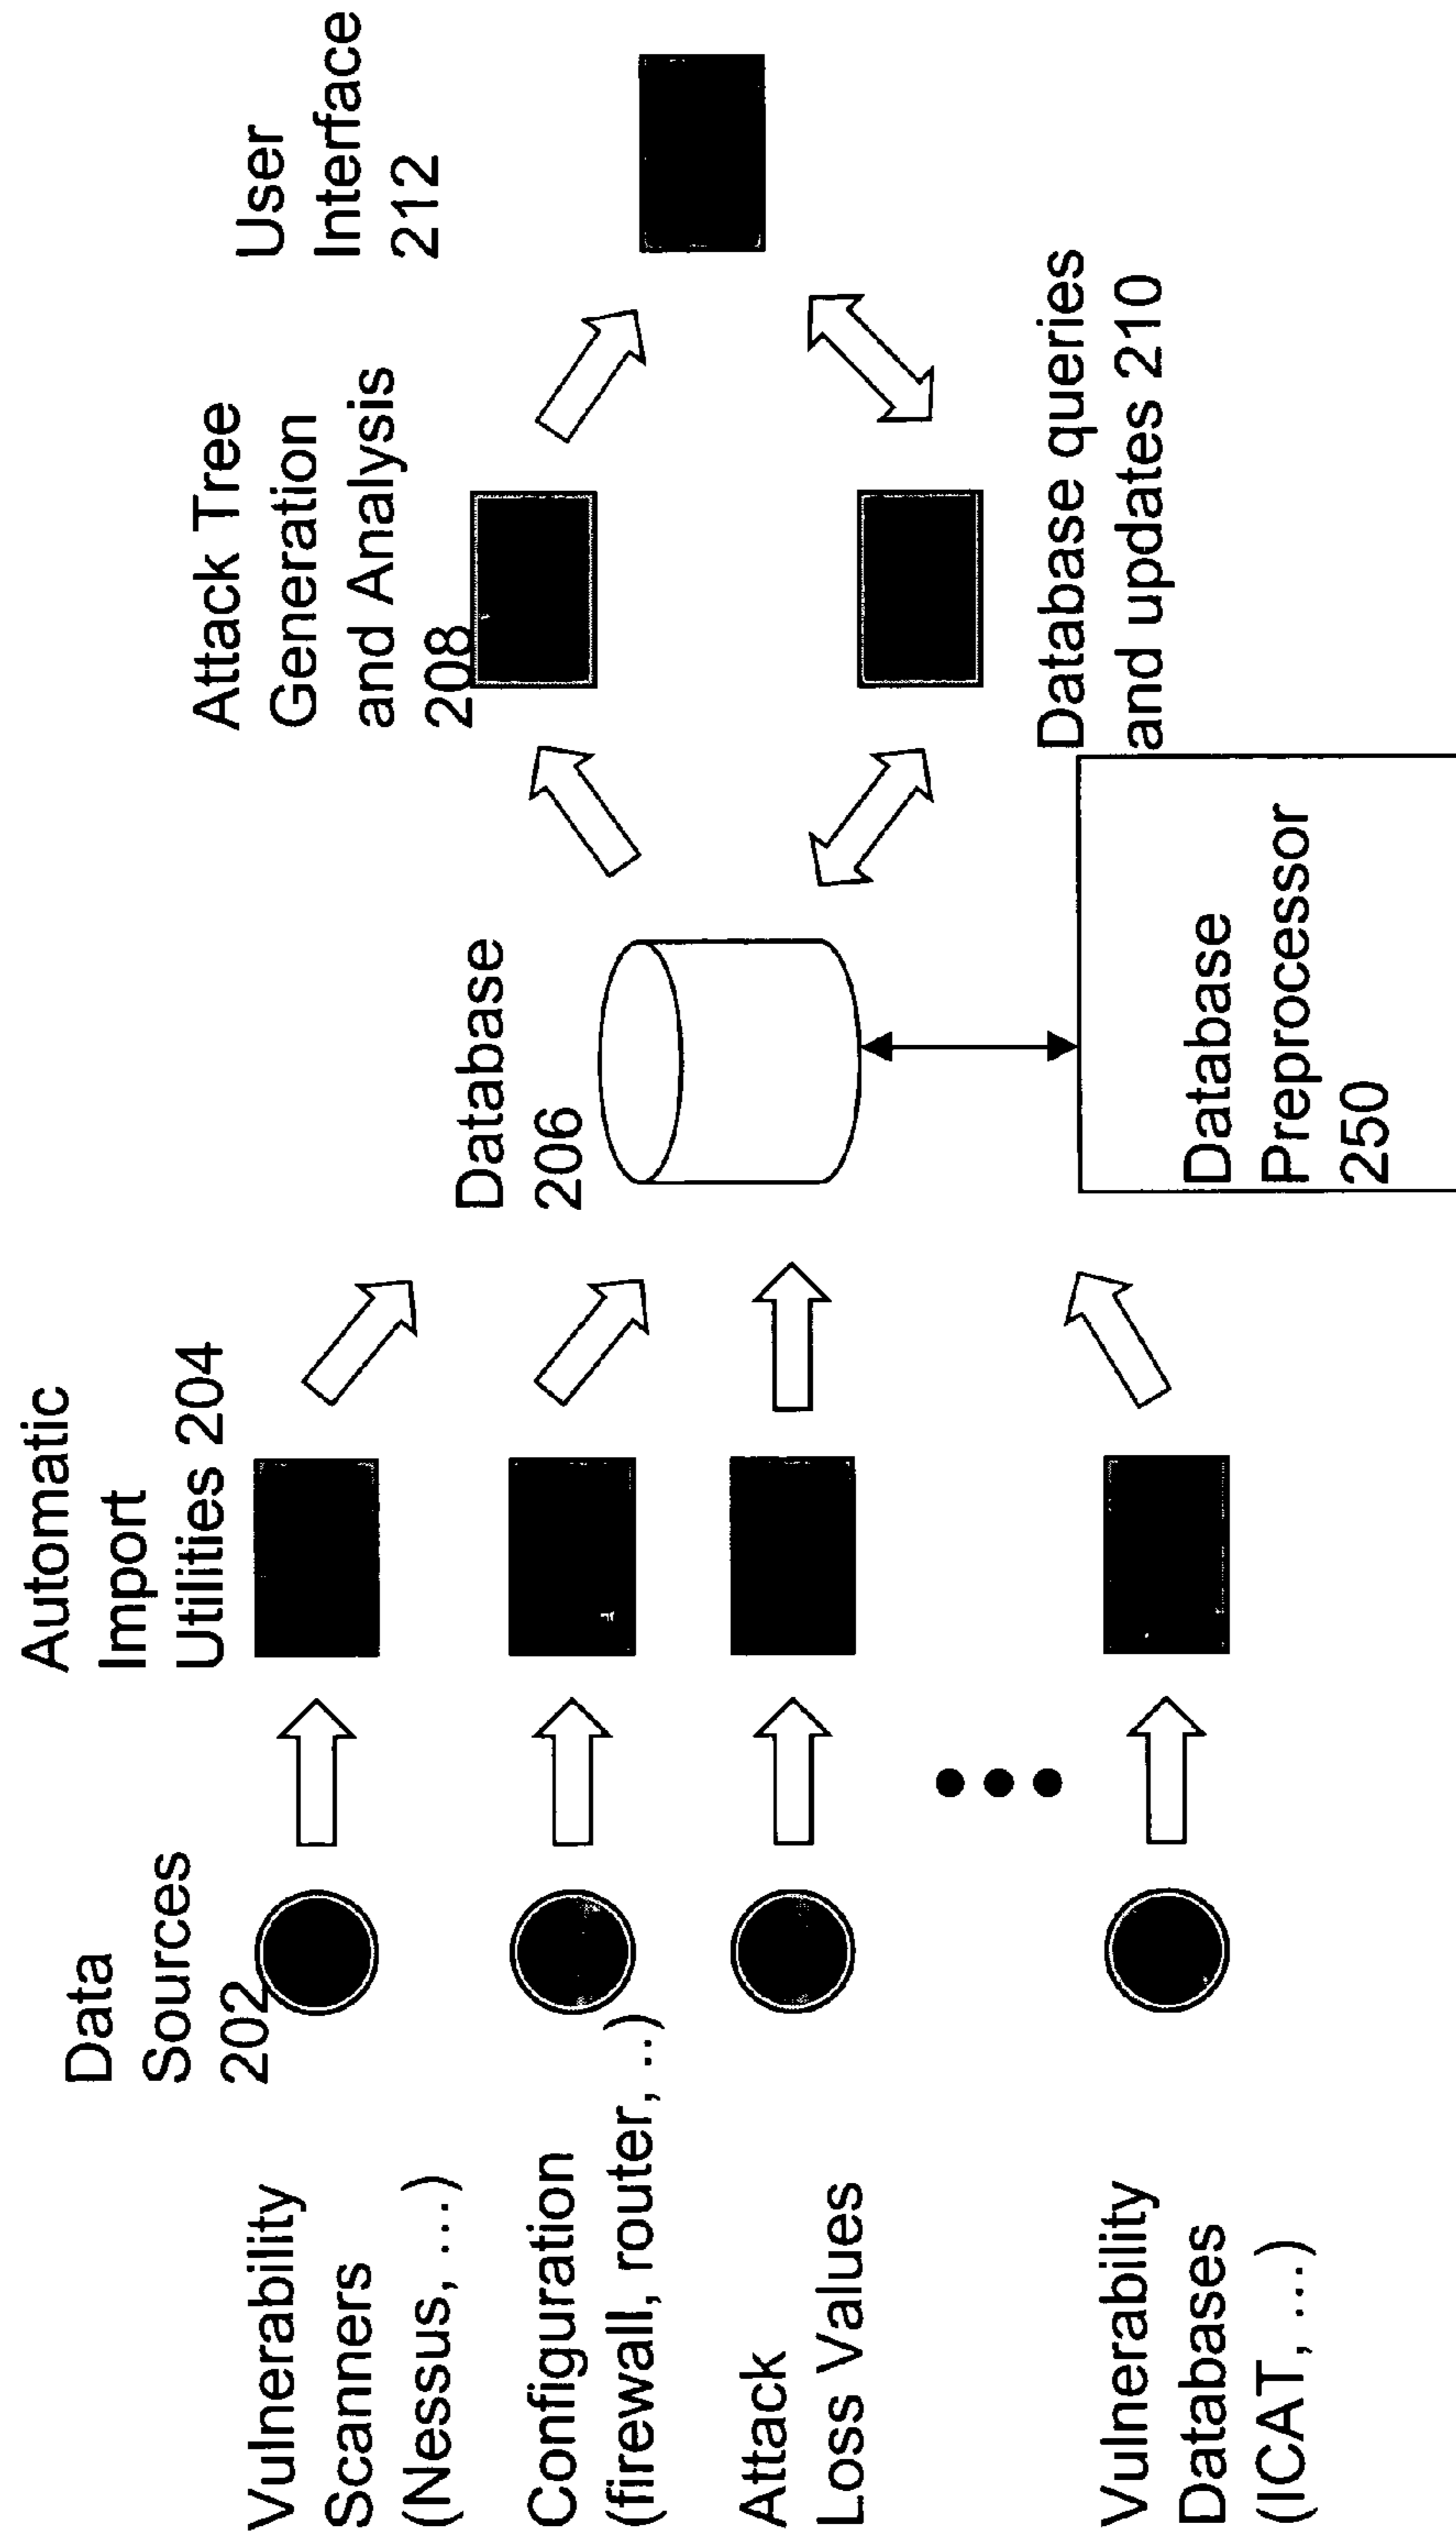 Data
Sources
202
Automatic
Import
Utilities 204
Database
206
Attack Tree
Generation
and Analysis
208
User
Interface
212
Vulnerability
Scanners
(Nessus, ....)
Configuration
(firewall, router, ...)
Attack
Loss Values
Vulnerability
Databases
(ICAT, ....)
Database
Preprocessor
250
Database queries
and updates 210